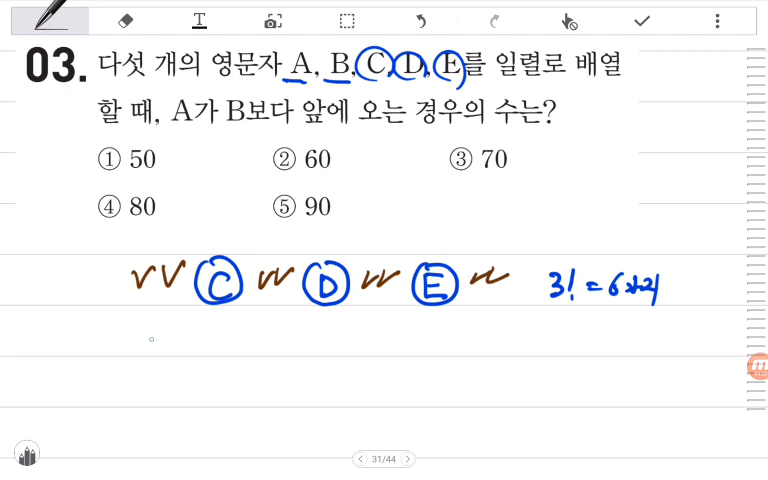 T
03. 다섯 개의 영문자 A, B, C, D, E를 일렬로 배열
할 때, A가 B보다 앞에 오는 경우의 수는?
① 50 ② 60 ③ 70
④ 80 ⑤ 90
∨∨ C ∨∨ D ∨∨ E ∨∨ 3! = 6가지
31/44